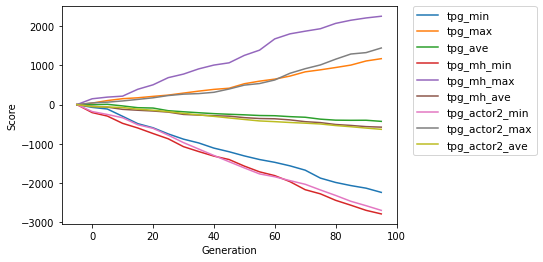 2000
1000
0
−1000
−2000
−3000
Score
0
20
40
60
80
100
Generation
tpg_min
tpg_max
tpg_ave
tpg_mh_min
tpg_mh_max
tpg_mh_ave
tpg_actor2_min
tpg_actor2_max
tpg_actor2_ave